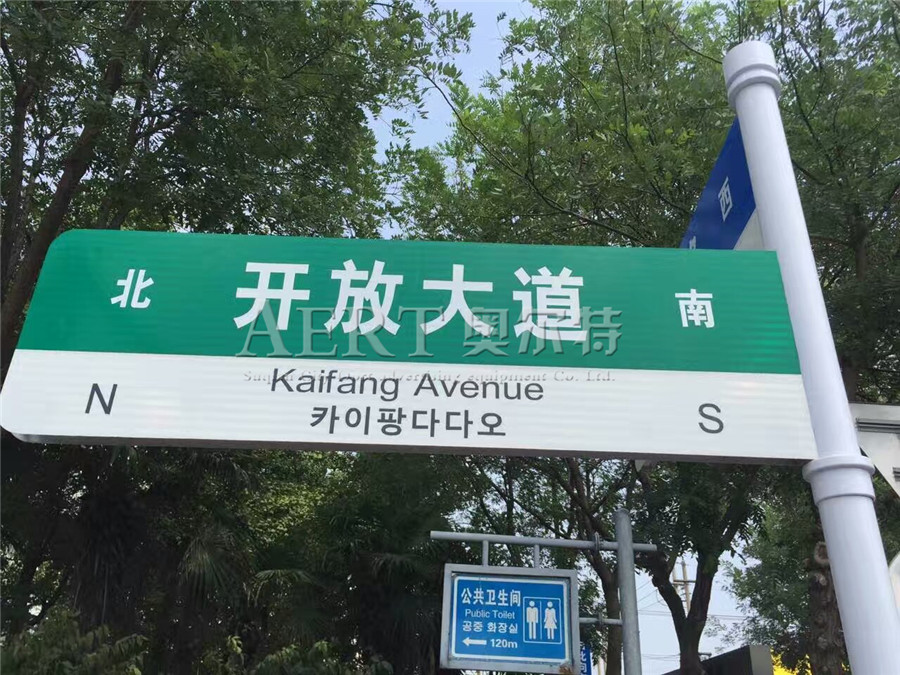 北 开放大道 南
N Kaifang Avenue S
카이팡다다오
西
AERT 奥尔特
公共卫生间
Public Toilet
공중 화장실
120m